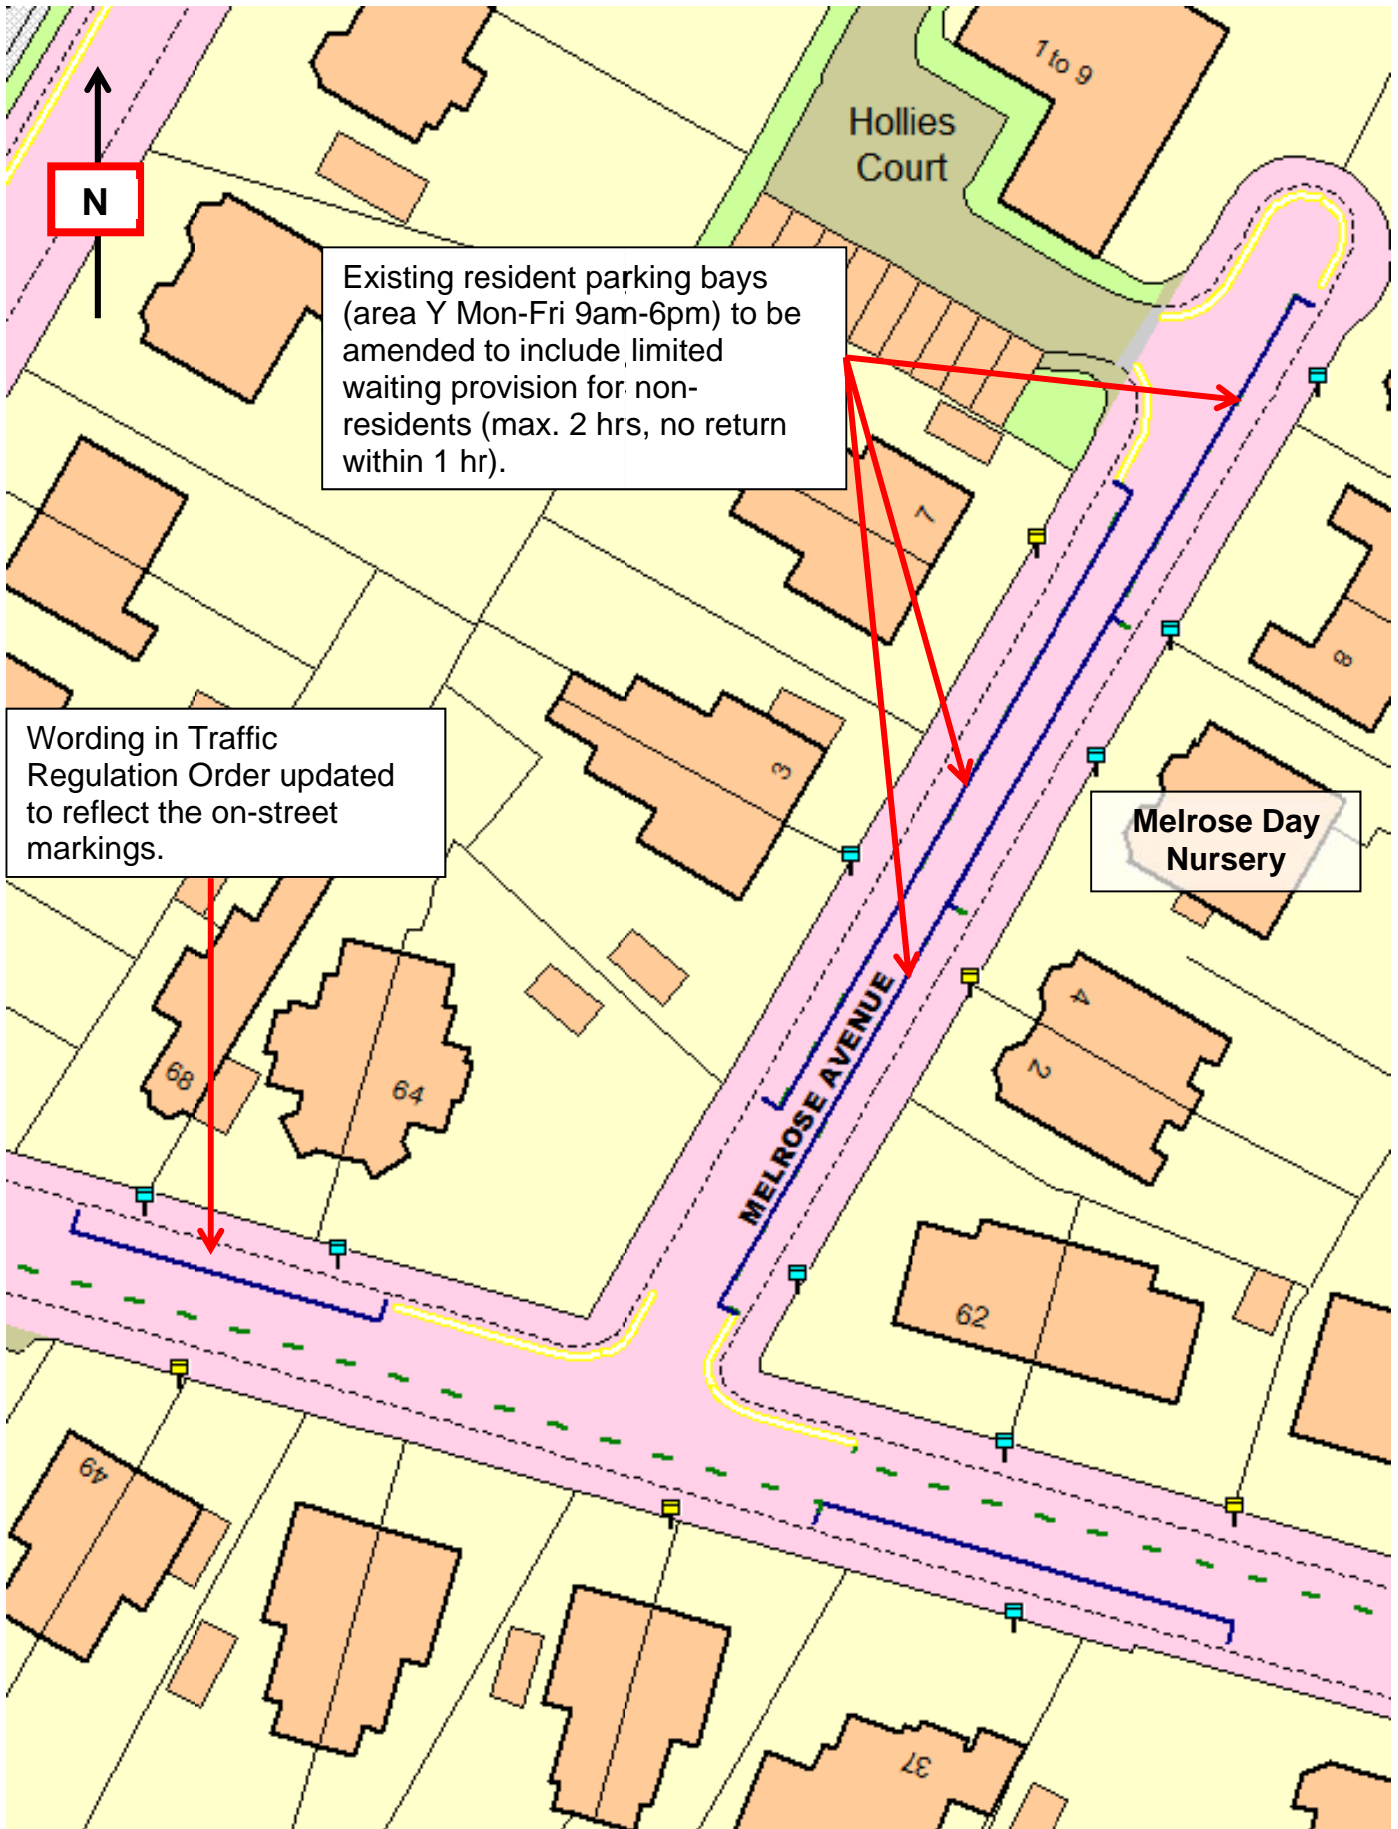 1 to 9
Hollies
Court
N
Existing resident parking bays
(area Y Mon-Fri 9am-6pm) to be
amended to include limited
waiting provision for non-
residents (max. 2 hrs, no return
within 1 hr).
7
8
Wording in Traffic
Regulation Order updated
to reflect the on-street
markings.
3
Melrose Day
Nursery
4
2
68
64
MELROSE AVENUE
62
49
37